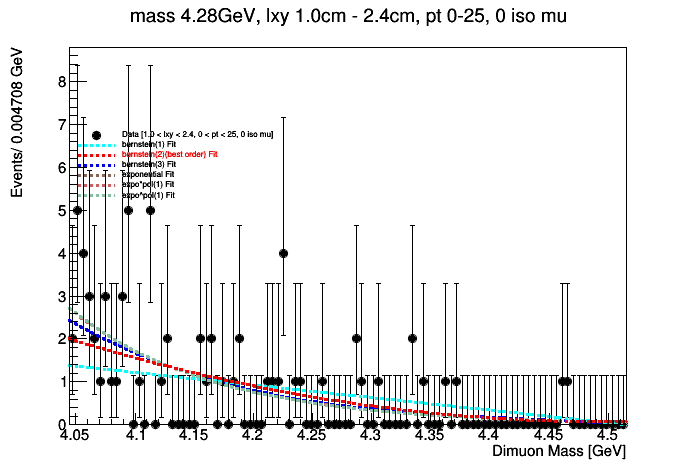 mass 4.28GeV, lxy 1.0cm - 2.4cm, pt 0-25, 0 iso mu
Events/ 0.004708 GeV
8
7
6
5
4
3
2
1
0
Data [1.0 < lxy < 2.4, 0 < pt < 25, 0 iso mu]
bernstein(1) Fit
bernstein(2)(best order) Fit
bernstein(3) Fit
exponential Fit
expo*pol(1) Fit
expo^pol(1) Fit
4.05 4.1 4.15 4.2 4.25 4.3 4.35 4.4 4.45 4.5
Dimuon Mass [GeV]